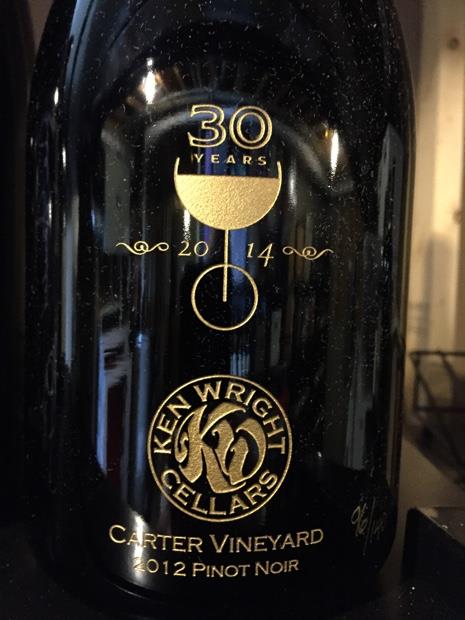 30
YEARS
20 14
KEN WRIGHT
KW
CELLARS
CARTER VINEYARD
2012 PINOT NOIR